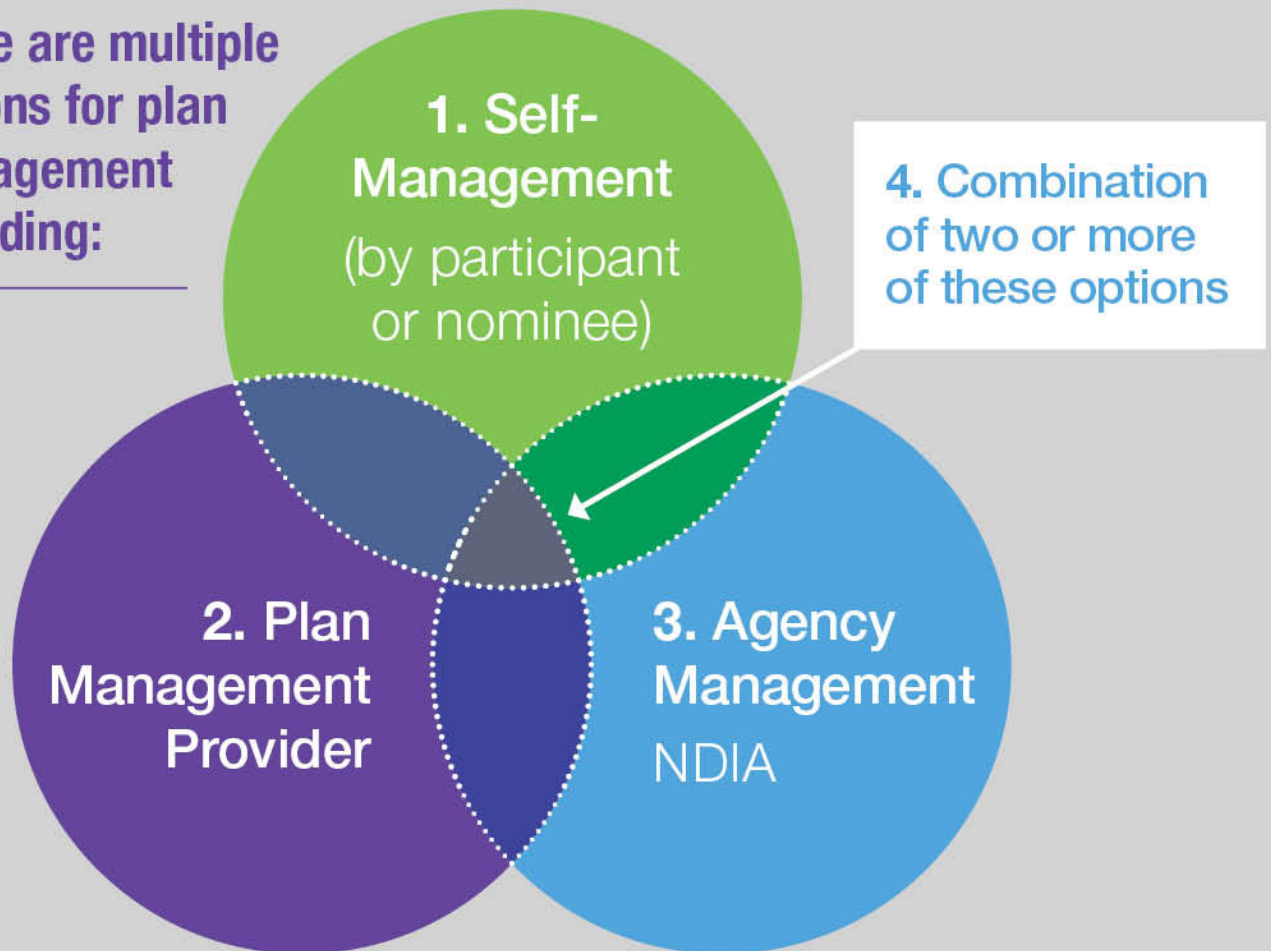 e are multiple
ons for plan
agement
ding:
1. Self-
Management
(by participant
or nominee)
4. Combination
of two or more
of these options
2. Plan
Management
Provider
3. Agency
Management
NDIA